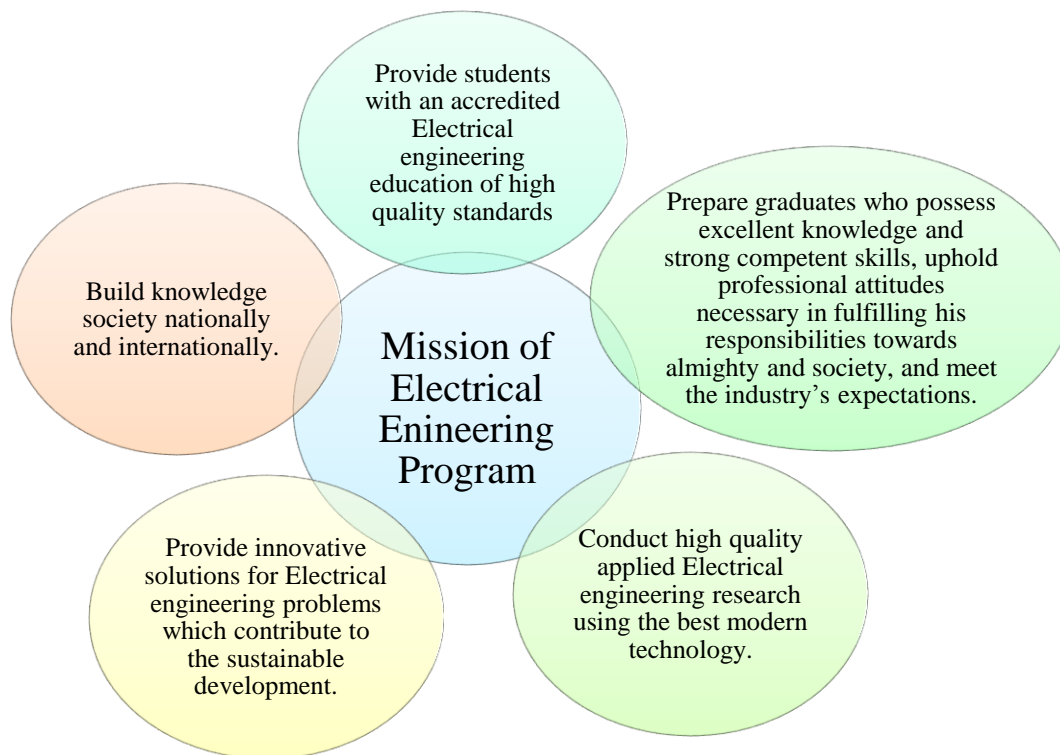 Provide students
with an accredited
Electrical
engineering
education of high
quality standards
Prepare graduates who possess
excellent knowledge and
strong competent skills, uphold
professional attitudes
necessary in fulfilling his
responsibilities towards
almighty and society, and meet
the industry’s expectations.
Build knowledge
society nationally
and internationally.
Mission of
Electrical
Enineering
Program
Conduct high quality
applied Electrical
engineering research
using the best modern
technology.
Provide innovative
solutions for Electrical
engineering problems
which contribute to
the sustainable
development.